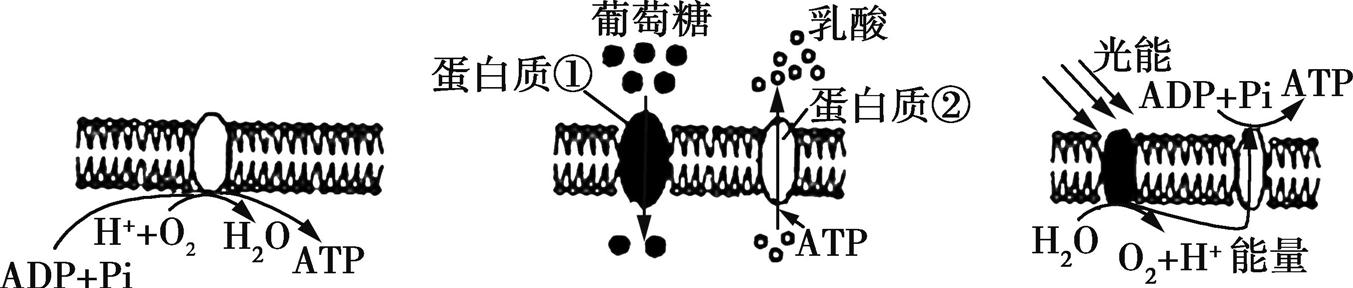 H⁺+O₂
H₂O
ATP
ADP+Pi
葡萄糖
乳酸
蛋白质①
蛋白质②
ATP
光能
ADP+Pi
ATP
H₂O
O₂+H⁺
能量